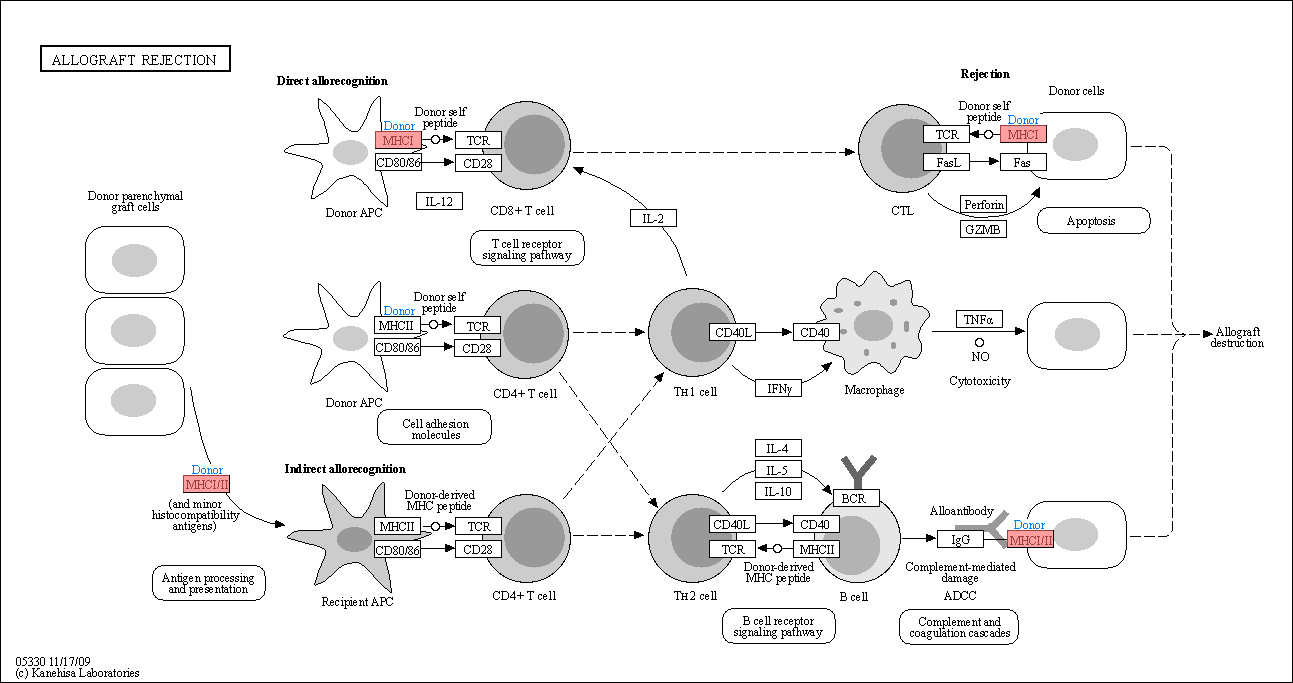 ALLOGRAFT REJECTION
Direct allorecognition
Donor
Donor self
peptide
MHCI
TCR
CD80/86
CD28
IL-12
Donor APC
CD8+ T cell
T cell receptor
signaling pathway
IL-2
Rejection
Donor cells
Donor self
peptide
Donor
TCR
MHCI
FasL
Fas
CTL
Perforin
GZMB
Apoptosis
Donor parenchymal
graft cells
Donor
Donor self
peptide
MHCII
TCR
CD80/86
CD28
Donor APC
CD4+ T cell
Cell adhesion
molecules
CD40L
CD40
TH1 cell
IFNγ
Macrophage
TNFα
NO
Cytotoxicity
Allograft
destruction
Donor
MHCI/II
(and minor
histocompatibility
antigens)
Antigen processing
and presentation
Indirect allorecognition
Donor-derived
MHC peptide
MHCII
TCR
CD80/86
CD28
Recipient APC
CD4+ T cell
IL-4
IL-5
IL-10
BCR
CD40L
CD40
TCR
MHCII
Donor-derived
MHC peptide
TH2 cell
B cell
B cell receptor
signaling pathway
Alloantibody
Donor
IgG
MHCI/II
Complement-mediated
damage
ADCC
Complement and
coagulation cascades
05330 11/17/09
(c) Kanehisa Laboratories